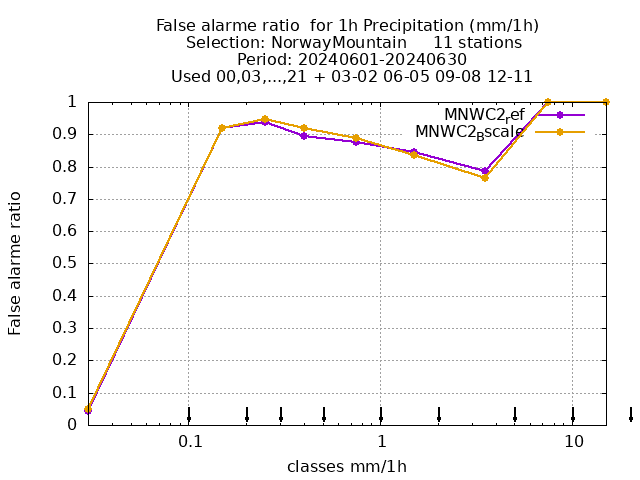 False alarme ratio  for 1h Precipitation (mm/1h)
Selection: NorwayMountain     11 stations
Period: 20240601-20240630
Used 00,03,...,21 + 03-02 06-05 09-08 12-11
MNWC2_ref
MNWC2_Bscale
1
0.9
0.8
0.7
0.6
0.5
0.4
0.3
0.2
0.1
0
False alarme ratio
0.1
1
10
classes mm/1h